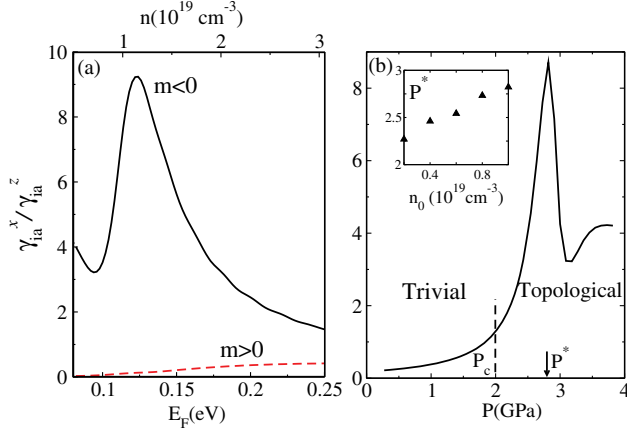 n(10^19 cm^-3)
1 2 3
(a)
m<0
m>0
γ_ia^x/γ_ia^z
10
8
6
4
2
0
0.1 0.15 0.2 0.25
E_F(eV)
(b)
8
6
4
2
0
P*
3
2.5
2
0.4 0.8
n_0 (10^19 cm^-3)
Trivial
Topological
P_c
P*
0 1 2 3 4
P(GPa)